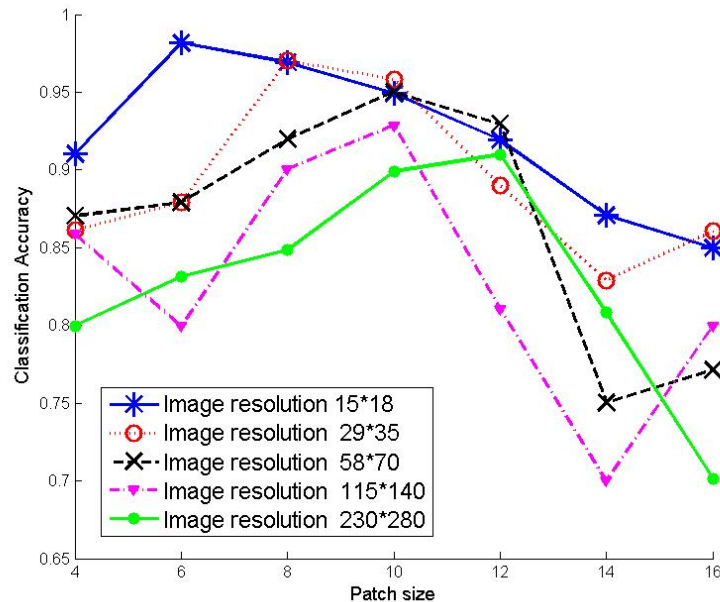 1
0.95
0.9
0.85
0.8
0.75
0.7
0.65
Classification Accuracy
Image resolution 15*18
Image resolution 29*35
Image resolution 58*70
Image resolution 115*140
Image resolution 230*280
4 6 8 10 12 14 16
Patch size